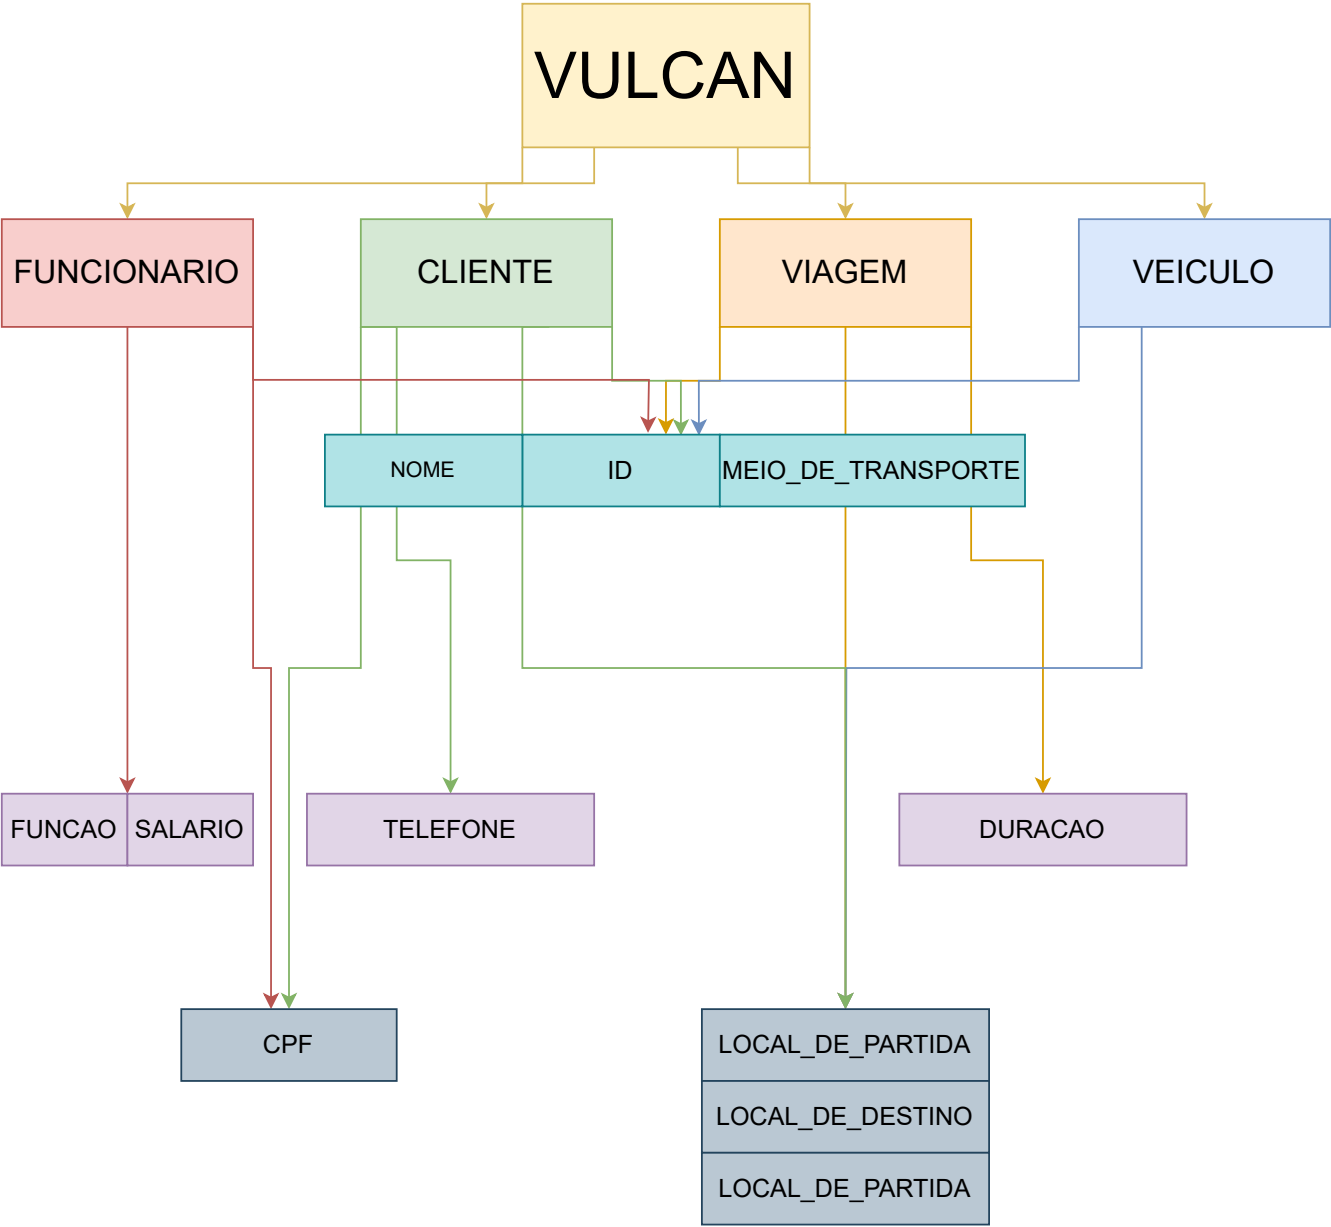 VULCAN
FUNCIONARIO
CLIENTE
VIAGEM
VEICULO
NOME
ID
MEIO_DE_TRANSPORTE
FUNCAO
SALARIO
TELEFONE
DURACAO
CPF
LOCAL_DE_PARTIDA
LOCAL_DE_DESTINO
LOCAL_DE_PARTIDA